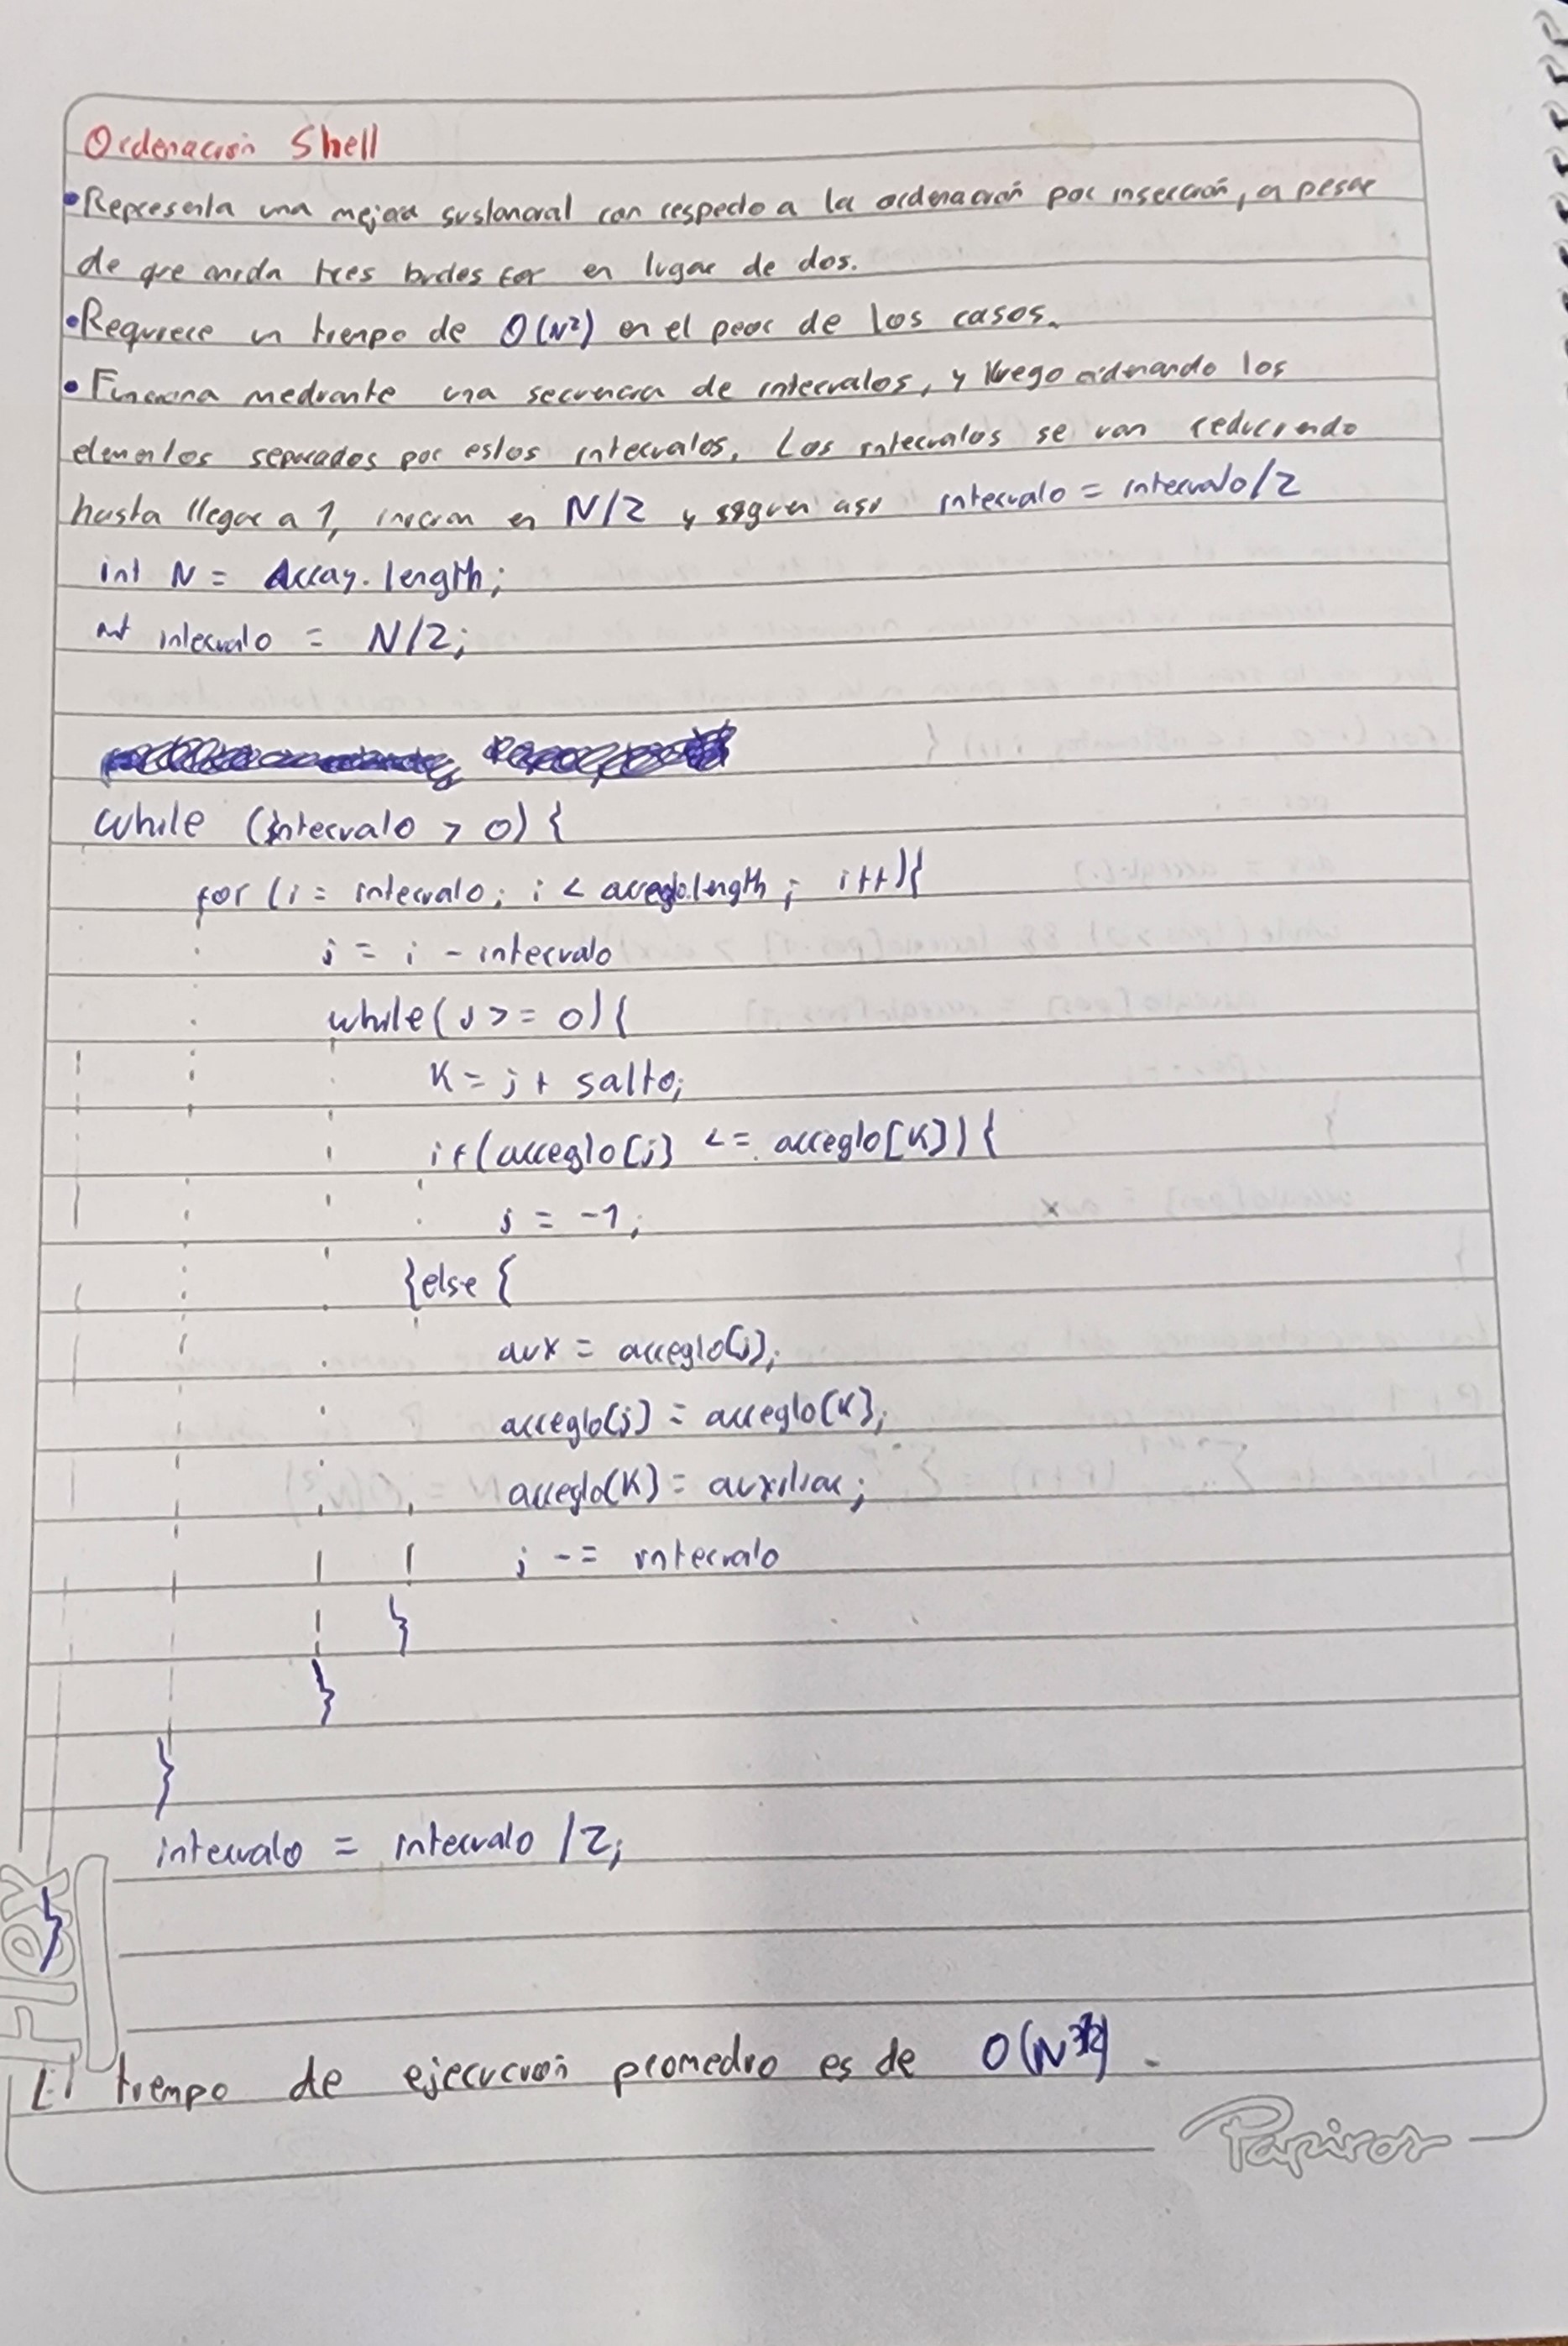 Ordenación Shell
• Representa una mejora sustancial con respecto a la ordenación por inserción, a pesar
de que anida tres bucles for en lugar de dos.
• Requiere un tiempo de O(N²) en el peor de los casos.
• Funciona mediante una secuencia de intervalos, y luego ordenando los
elementos separados por estos intervalos. Los intervalos se van reduciendo
hasta llegar a 1, inician en N/2 y siguen así intervalo = intervalo/2
int N = Array.length;
int intervalo = N/2;
while (intervalo > 0) {
for (i = intervalo; i < arreglo.length; i++){
j = i - intervalo
while(j >= 0){
K = j + salto;
if(arreglo[j] <= arreglo[K]){
j = -1;
}else {
aux = arreglo[j];
arreglo[j] = arreglo[K];
arreglo[K] = auxiliar;
j -= intervalo
}
}
}
intervalo = intervalo /2;
}
El tiempo de ejecución promedio es de O(N^3/2).
Flex
Papiros